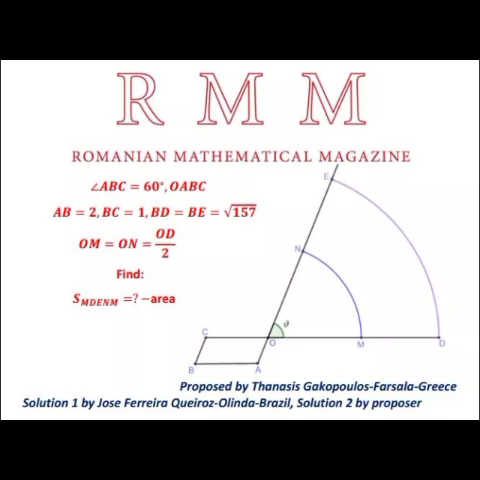 R M M
ROMANIAN MATHEMATICAL MAGAZINE
∠ABC = 60°, OABC
AB = 2, BC = 1, BD = BE = √157
OM = ON = OD/2
Find:
S_MDENM =? −area
E
N
ϑ
C
O
M
D
B
A
Proposed by Thanasis Gakopoulos-Farsala-Greece
Solution 1 by Jose Ferreira Queiroz-Olinda-Brazil, Solution 2 by proposer